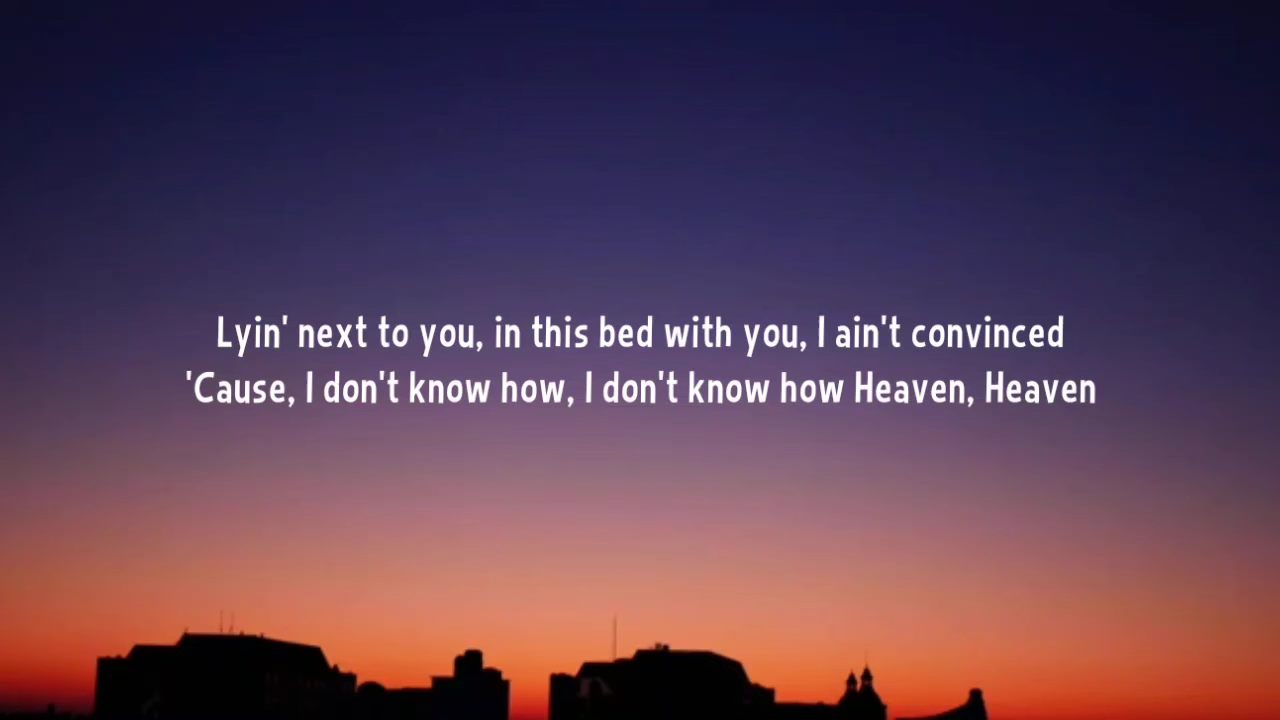 Lyin' next to you, in this bed with you, I ain't convinced
'Cause, I don't know how, I don't know how Heaven, Heaven